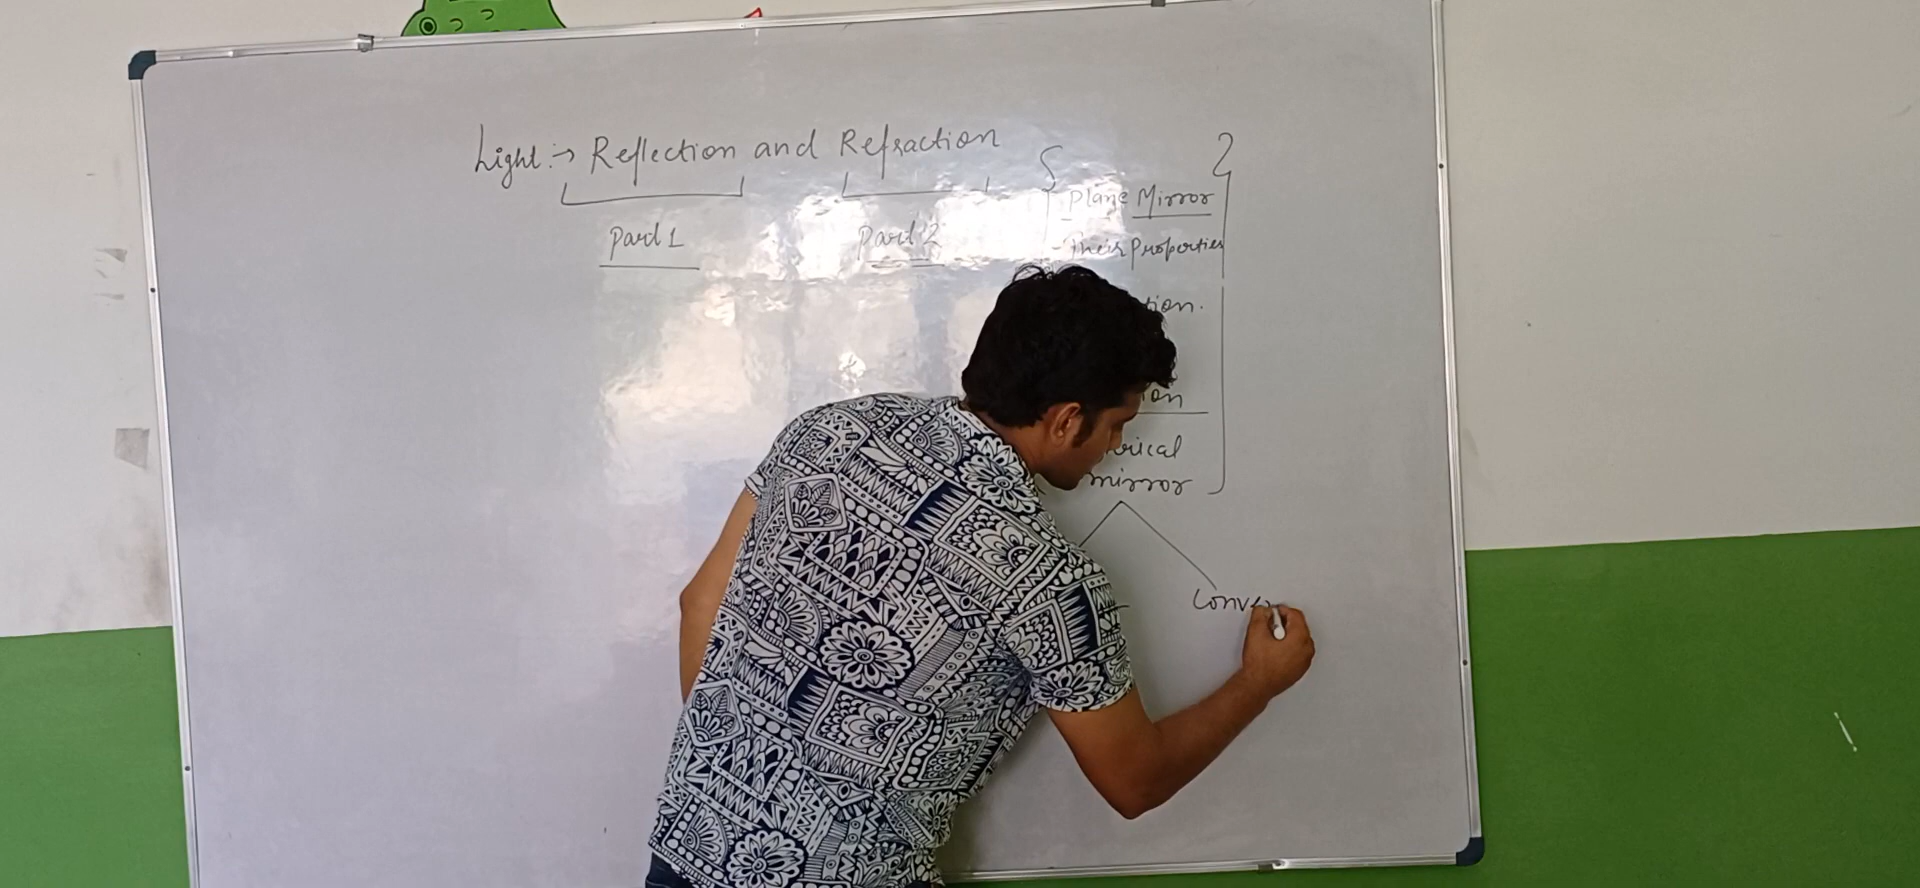 Light :→ Reflection and Refraction
Part 1 Part 2
Plane Mirror
- Their Properties
tion.
ion
rical
mirror
Conve